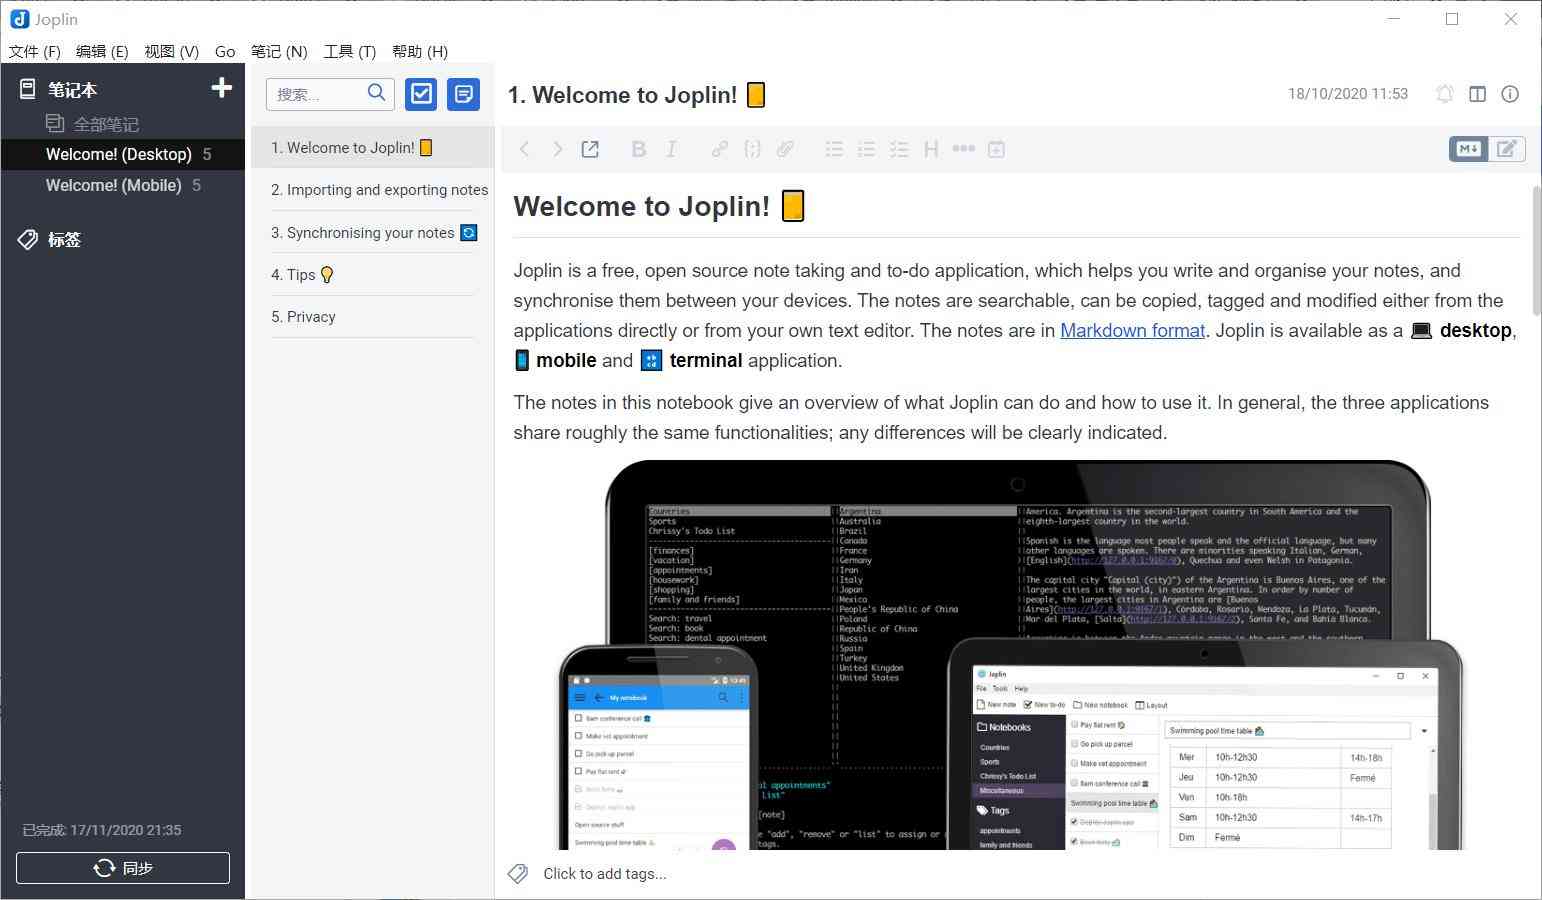 Joplin
文件 (F) 编辑 (E) 视图 (V) Go 笔记 (N) 工具 (T) 帮助 (H)
笔记本
全部笔记
Welcome! (Desktop) 5
Welcome! (Mobile) 5
标签
已完成: 17/11/2020 21:35
同步
搜索...
1. Welcome to Joplin!
2. Importing and exporting notes
3. Synchronising your notes
4. Tips
5. Privacy
1. Welcome to Joplin!
18/10/2020 11:53
B I H
M
Welcome to Joplin!
Joplin is a free, open source note taking and to-do application, which helps you write and organise your notes, and
synchronise them between your devices. The notes are searchable, can be copied, tagged and modified either from the
applications directly or from your own text editor. The notes are in Markdown format. Joplin is available as a desktop,
mobile and terminal application.
The notes in this notebook give an overview of what Joplin can do and how to use it. In general, the three applications
share roughly the same functionalities; any differences will be clearly indicated.
Countries
Sports
Chrissy's Todo List
[finances]
[vacation]
[appointments]
[housework]
[shopping]
[family and friends]
Search: travel
Search: book
Search: dental appointment
Argentina
Australia
Brazil
Canada
France
Germany
Iran
Italy
Japan
Mexico
People's Republic of China
Poland
Republic of China
Russia
Spain
Turkey
United Kingdom
United States
America. Argentina is the second-largest country in South America and the
eighth-largest country in the world.
Spanish is the language most people speak and the official language, but many
other languages are spoken. There are minorities speaking Italian, German,
[English](http://127.0.0.1:9167/0), Quechua and even Welsh in Patagonia.
The capital city "Capital (city)") of the Argentina is Buenos Aires, one of the
largest cities in the world, in eastern Argentina. In order by number of
people, the largest cities in Argentina are [Buenos
Aires](http://127.0.0.1:9167/1), Córdoba, Rosario, Mendoza, La Plata, Tucumán,
Mar del Plata, [Salta](http://127.0.0.1:9167/2), Santa Fe, and Bahía Blanca.
al appointments"
list"
[note]
e "add", "remove" or "list" to assign or
tags.
13:45
My notebook
8am conference call
Make vet appointment
Go pick up parcel
Pay flat rent
Book ferry
Deploy Joplin app
Open source stuff
Swimming pool time table
Joplin
File Tools Help
New note New to-do New notebook Layout
Notebooks
Countries
Sports
Chrissy's Todo List
Miscellaneous
Tags
appointments
family and friends
Pay flat rent
Go pick up parcel
Make vet appointment
8am conference call
Swimming pool time table
Deploy Joplin app
Book ferry
Swimming pool time table
Mer 10h-12h30 14h-18h
Jeu 10h-12h30 Fermé
Ven 10h-18h
Sam 10h-12h30 14h-17h
Dim Fermé
Click to add tags...